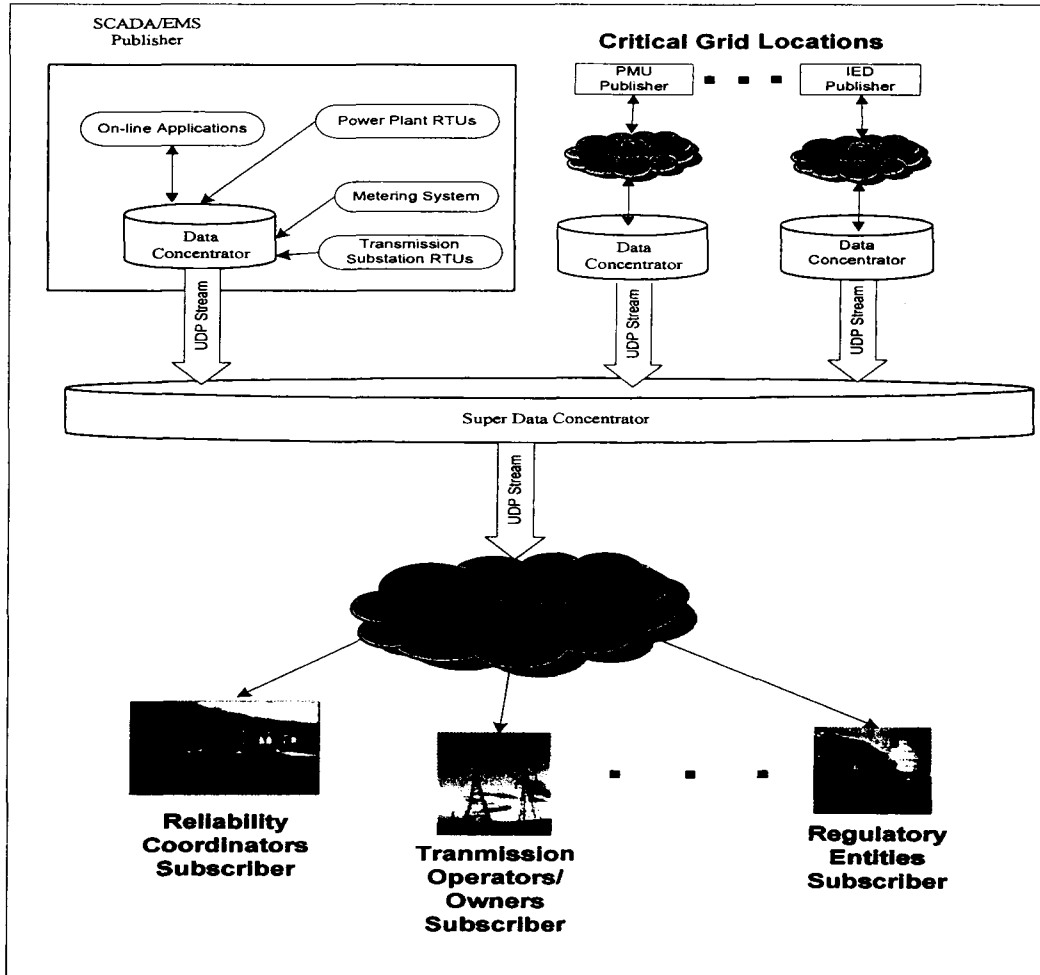 SCADA/EMS
Publisher
Critical Grid Locations
PMU
Publisher
IED
Publisher
On-line Applications
Power Plant RTUs
Metering System
Transmission
Substation RTUs
Data
Concentrator
Data
Concentrator
Data
Concentrator
UDP Stream
UDP Stream
UDP Stream
Super Data Concentrator
UDP Stream
Reliability
Coordinators
Subscriber
Tranmission
Operators/
Owners
Subscriber
Regulatory
Entities
Subscriber